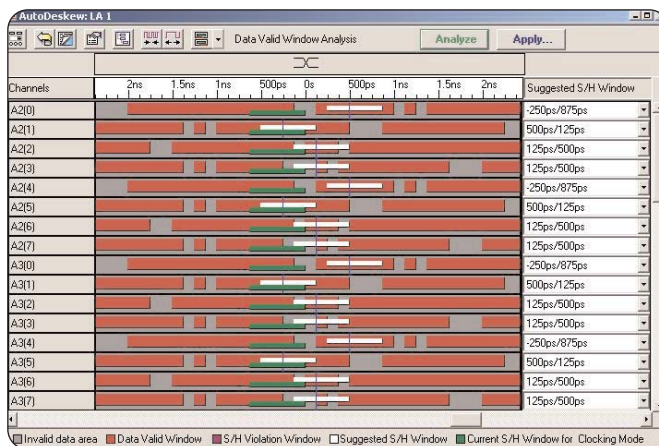 AutoDeskew: LA 1
Data Valid Window Analysis Analyze Apply...
Channels 2ns 1.5ns 1ns 500ps 0s 500ps 1ns 1.5ns 2ns Suggested S/H Window
A2(0) -250ps/875ps
A2(1) 500ps/125ps
A2(2) 125ps/500ps
A2(3) 125ps/500ps
A2(4) -250ps/875ps
A2(5) 500ps/125ps
A2(6) 125ps/500ps
A2(7) 125ps/500ps
A3(0) -250ps/875ps
A3(1) 500ps/125ps
A3(2) 125ps/500ps
A3(3) 125ps/500ps
A3(4) -250ps/875ps
A3(5) 500ps/125ps
A3(6) 125ps/500ps
A3(7) 125ps/500ps
Invalid data area Data Valid Window S/H Violation Window Suggested S/H Window Current S/H Window for Clocking Mode